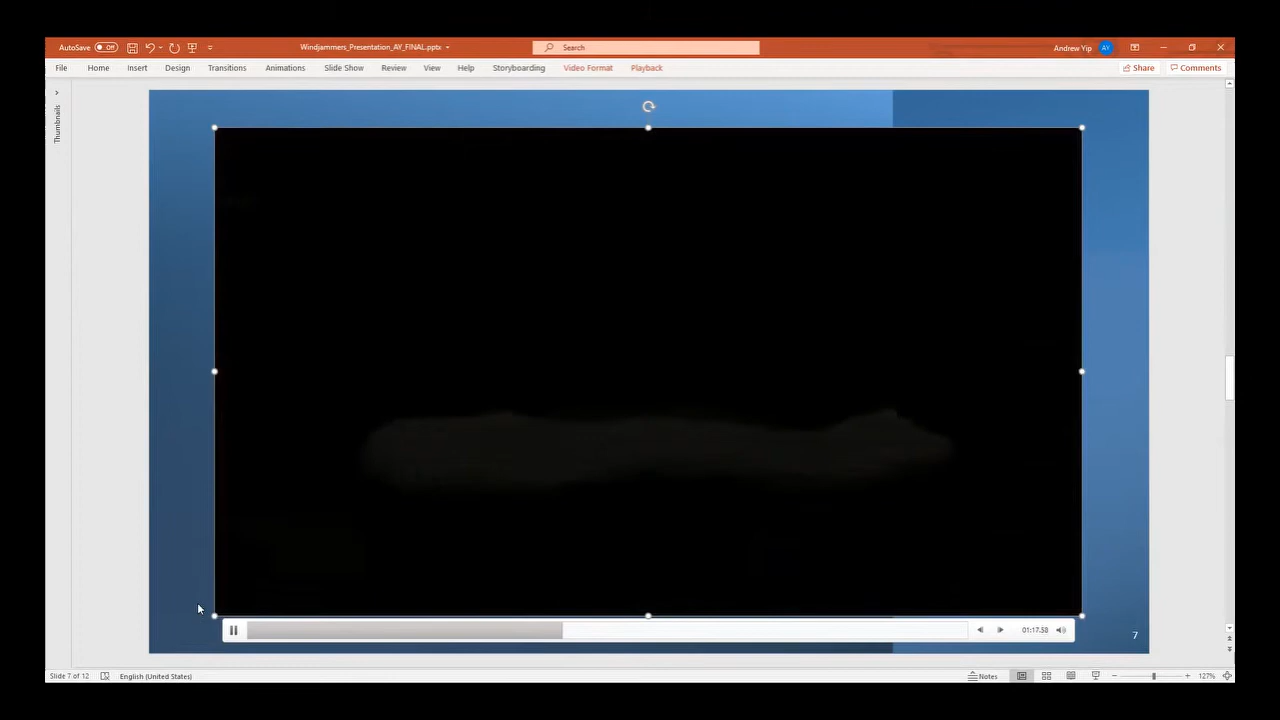 AutoSave Off Windjammers_Presentation_AY_FINAL.pptx Search Andrew Yip AY
File Home Insert Design Transitions Animations Slide Show Review View Help Storyboarding Video Format Playback Share Comments
Thumbnails
01:17.58
7
Slide 7 of 12 English (United States) Notes 127%